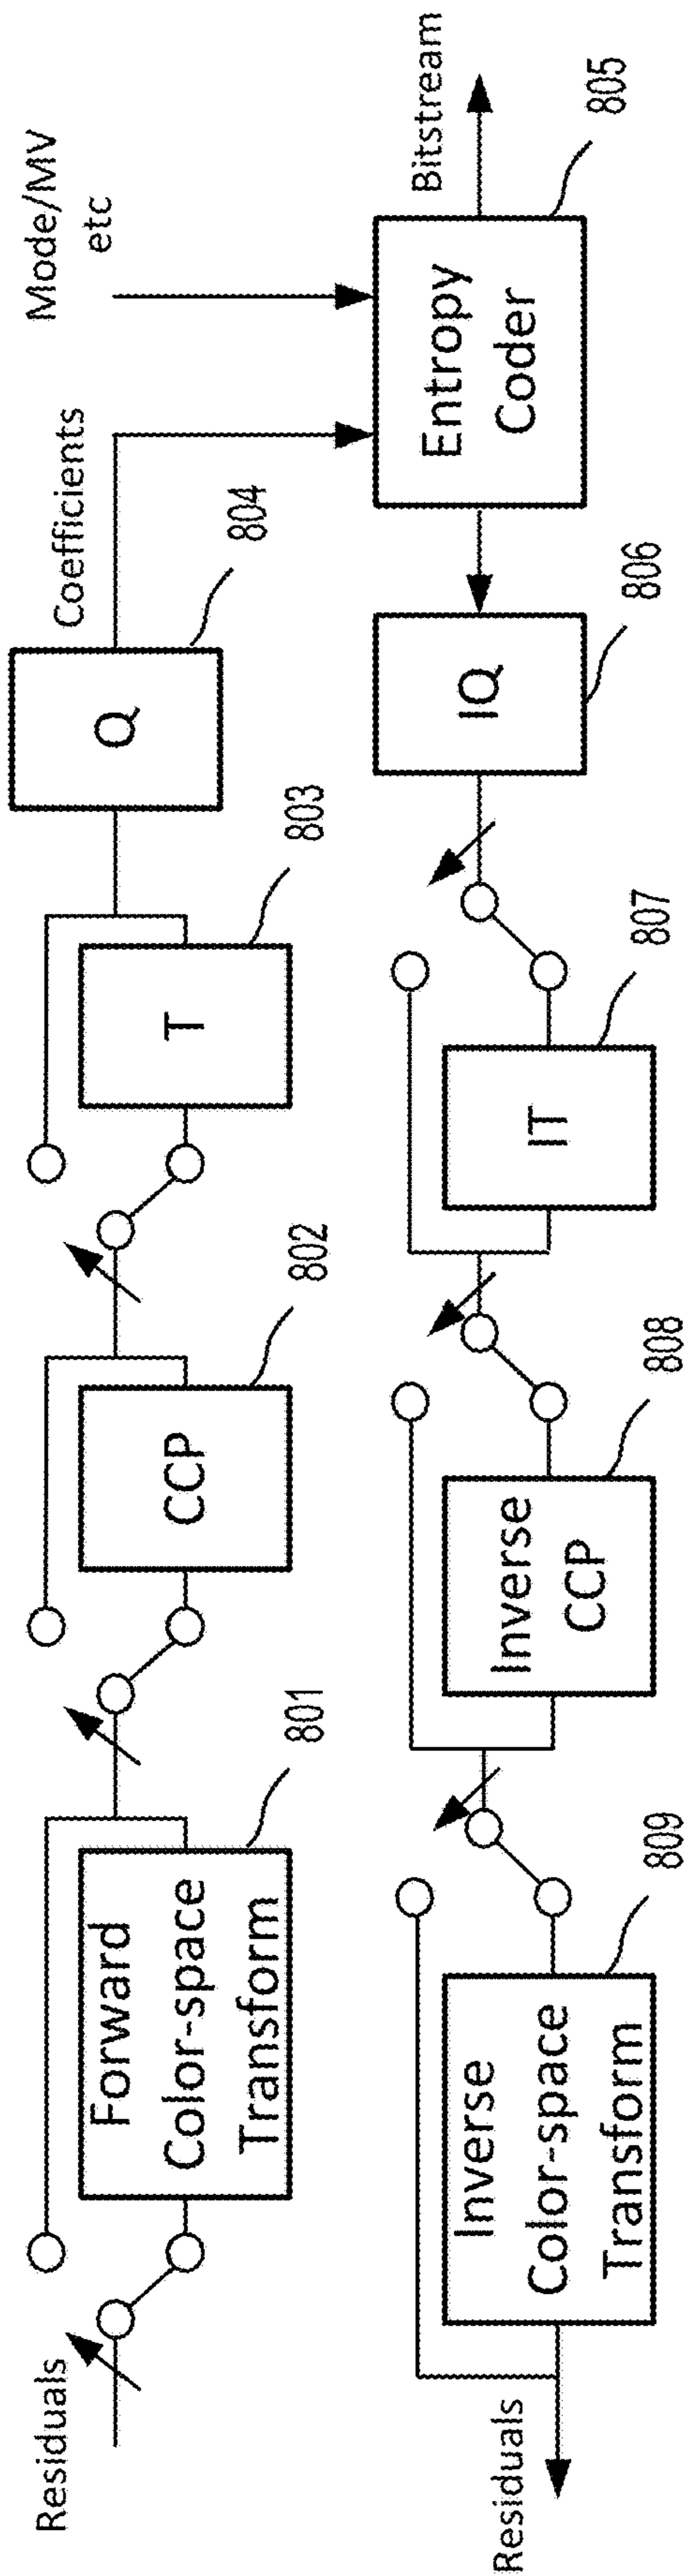 Residuals
Forward
Color-space
Transform
801
CCP
802
T
803
Q
804
Coefficients
Mode/MV
etc
Entropy
Coder
805
Bitstream
IQ
806
IT
807
Inverse
CCP
808
Inverse
Color-space
Transform
809
Residuals